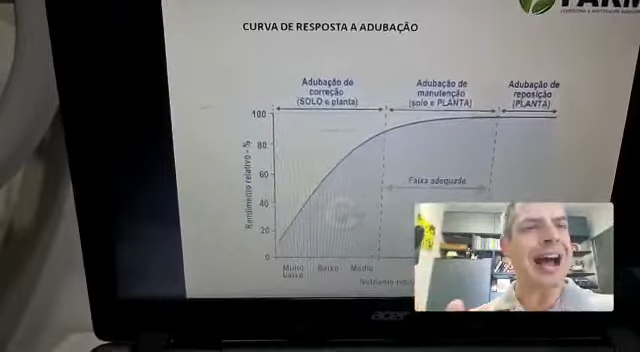 CURVA DE RESPOSTA A ADUBAÇÃO
Adubação de
correção
(SOLO e planta)
Adubação de
manutenção
(solo e PLANTA)
Adubação de
reposição
(PLANTA)
Rendimento relativo - %
100
80
60
40
20
0
Faixa adequada
Muito
baixo
Baixo
Médio
Nutriente
acer